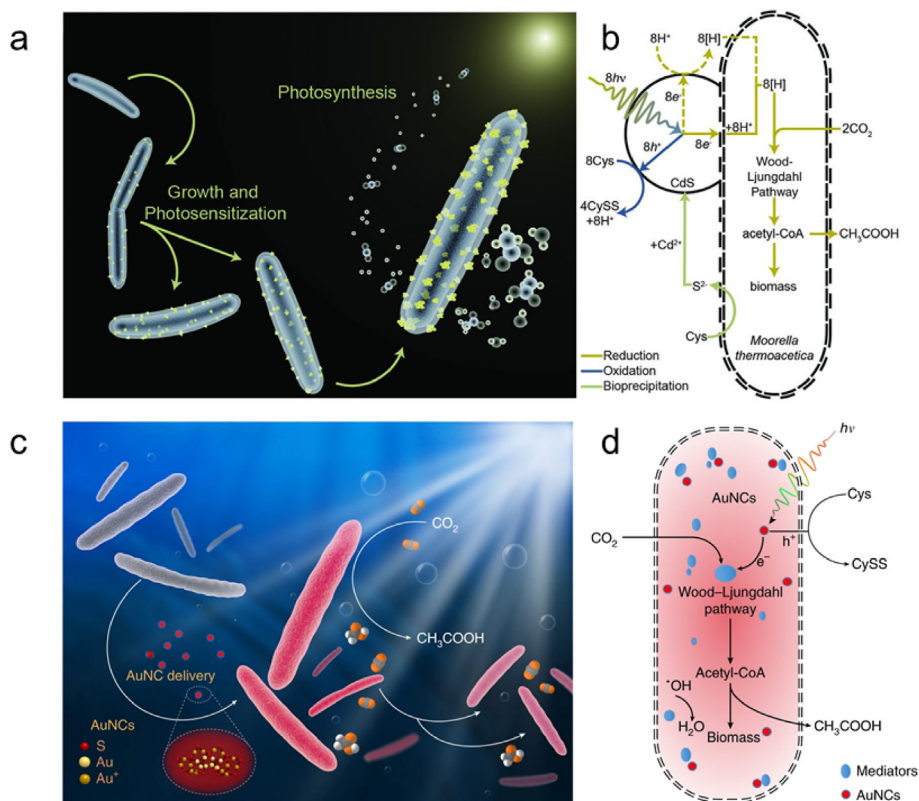 a
Photosynthesis
Growth and
Photosensitization
b
8H⁺
8[H]
8hν
8e⁻
8[H]
+8H⁺
8e⁻
2CO₂
8h⁺
8Cys
Wood-
Ljungdahl
Pathway
CdS
4CySS
+8H⁺
acetyl-CoA
CH₃COOH
+Cd²⁺
biomass
S²⁻
Cys
Moorella
thermoacetica
Reduction
Oxidation
Bioprecipitation
c
CO₂
CH₃COOH
AuNC delivery
AuNCs
S
Au
Au⁺
d
hν
AuNCs
Cys
h⁺
CO₂
e⁻
CySS
Wood–Ljungdahl
pathway
Acetyl-CoA
•OH
H₂O
Biomass
CH₃COOH
Mediators
AuNCs